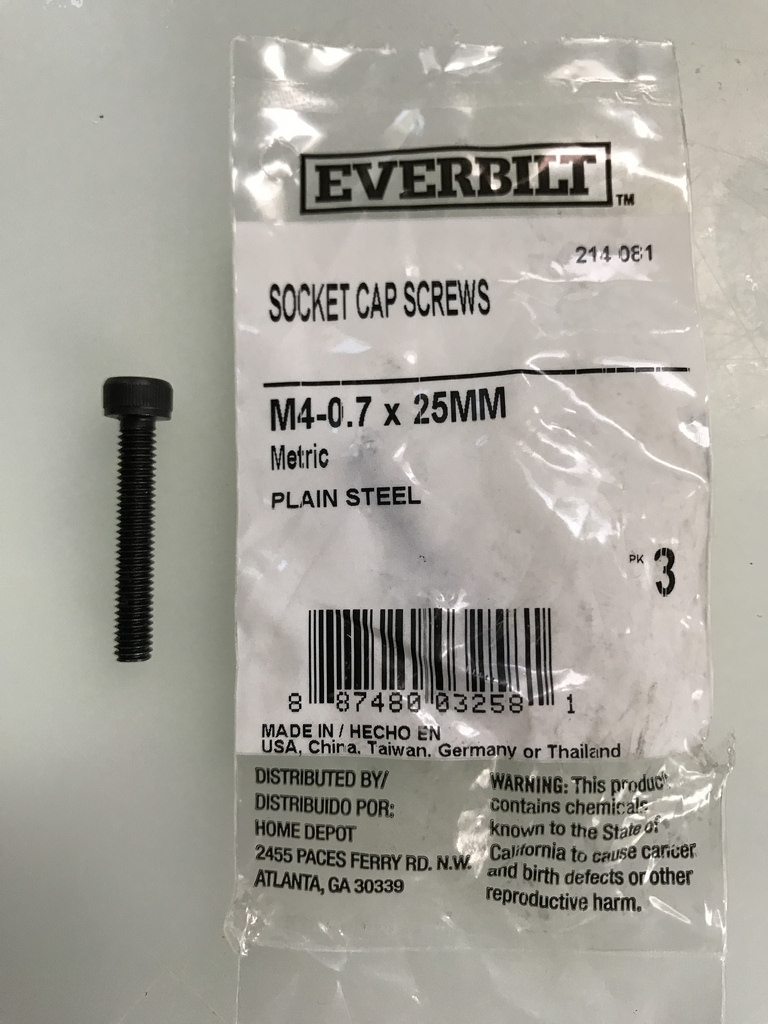 EVERBILT™
214 081
SOCKET CAP SCREWS
M4-0.7 x 25MM
Metric
PLAIN STEEL
PK 3
8 87480 03258 1
MADE IN / HECHO EN
USA, China, Taiwan, Germany or Thailand
DISTRIBUTED BY/
DISTRIBUIDO POR:
HOME DEPOT
2455 PACES FERRY RD. N.W.
ATLANTA, GA 30339
WARNING: This product
contains chemicals
known to the State of
California to cause cancer
and birth defects or other
reproductive harm.